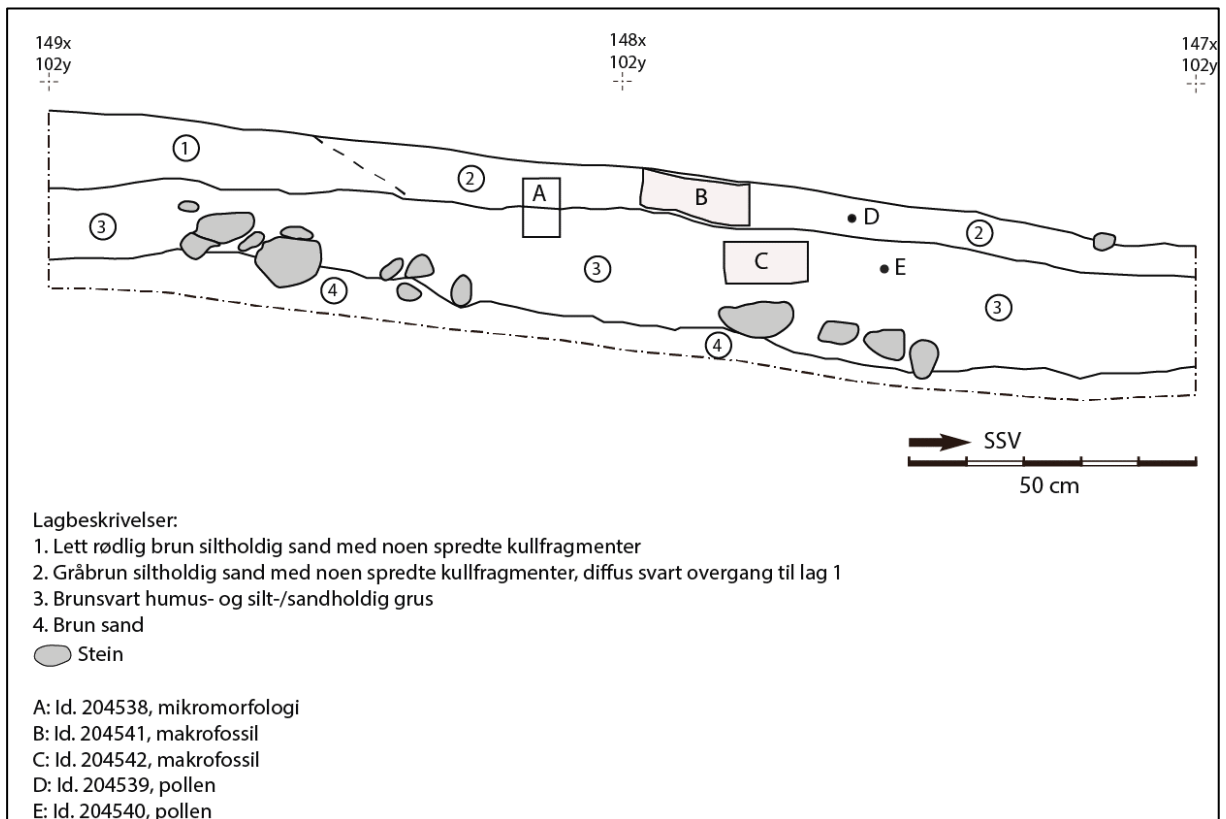 149x
102y
148x
102y
147x
102y
1
2
A
B
D
2
3
3
C
E
3
4
4
SSV
50 cm
Lagbeskrivelser:
1. Lett rødlig brun siltholdig sand med noen spredte kullfragmenter
2. Gråbrun siltholdig sand med noen spredte kullfragmenter, diffus svart overgang til lag 1
3. Brunsvart humus- og silt-/sandholdig grus
4. Brun sand
Stein
A: Id. 204538, mikromorfologi
B: Id. 204541, makrofossil
C: Id. 204542, makrofossil
D: Id. 204539, pollen
E: Id. 204540, pollen